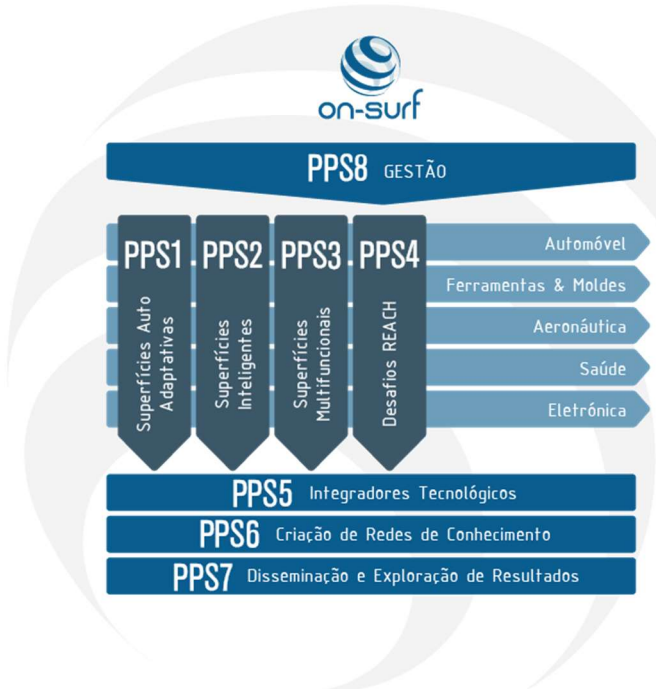 on-surf
PPS8 GESTÃO
PPS1
Superfícies Auto
Adaptativas
PPS2
Superfícies
Inteligentes
PPS3
Superfícies
Multifuncionais
PPS4
Desafios REACH
Automóvel
Ferramentas & Moldes
Aeronáutica
Saúde
Eletrónica
PPS5 Integradores Tecnológicos
PPS6 Criação de Redes de Conhecimento
PPS7 Disseminação e Exploração de Resultados